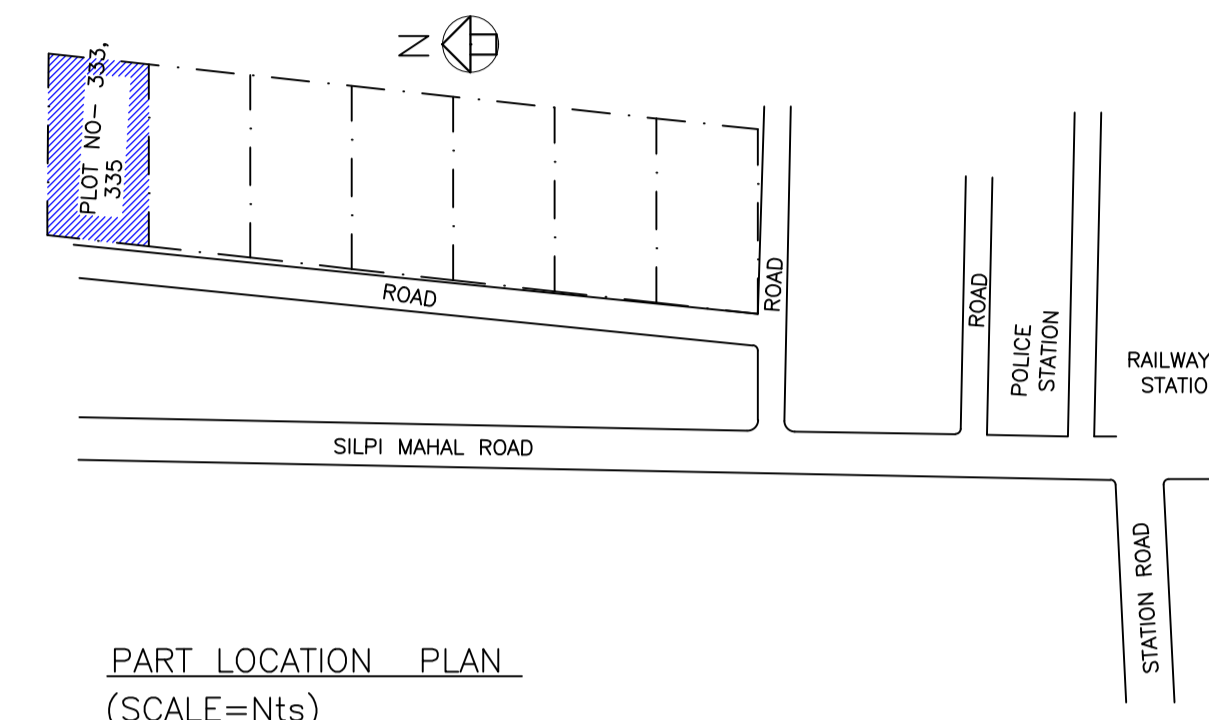 N
PLOT NO- 333,
335
ROAD
ROAD
ROAD
POLICE
STATION
RAILWAY
STATIO
SILPI MAHAL ROAD
STATION ROAD
PART LOCATION PLAN
(SCALE=Nts)